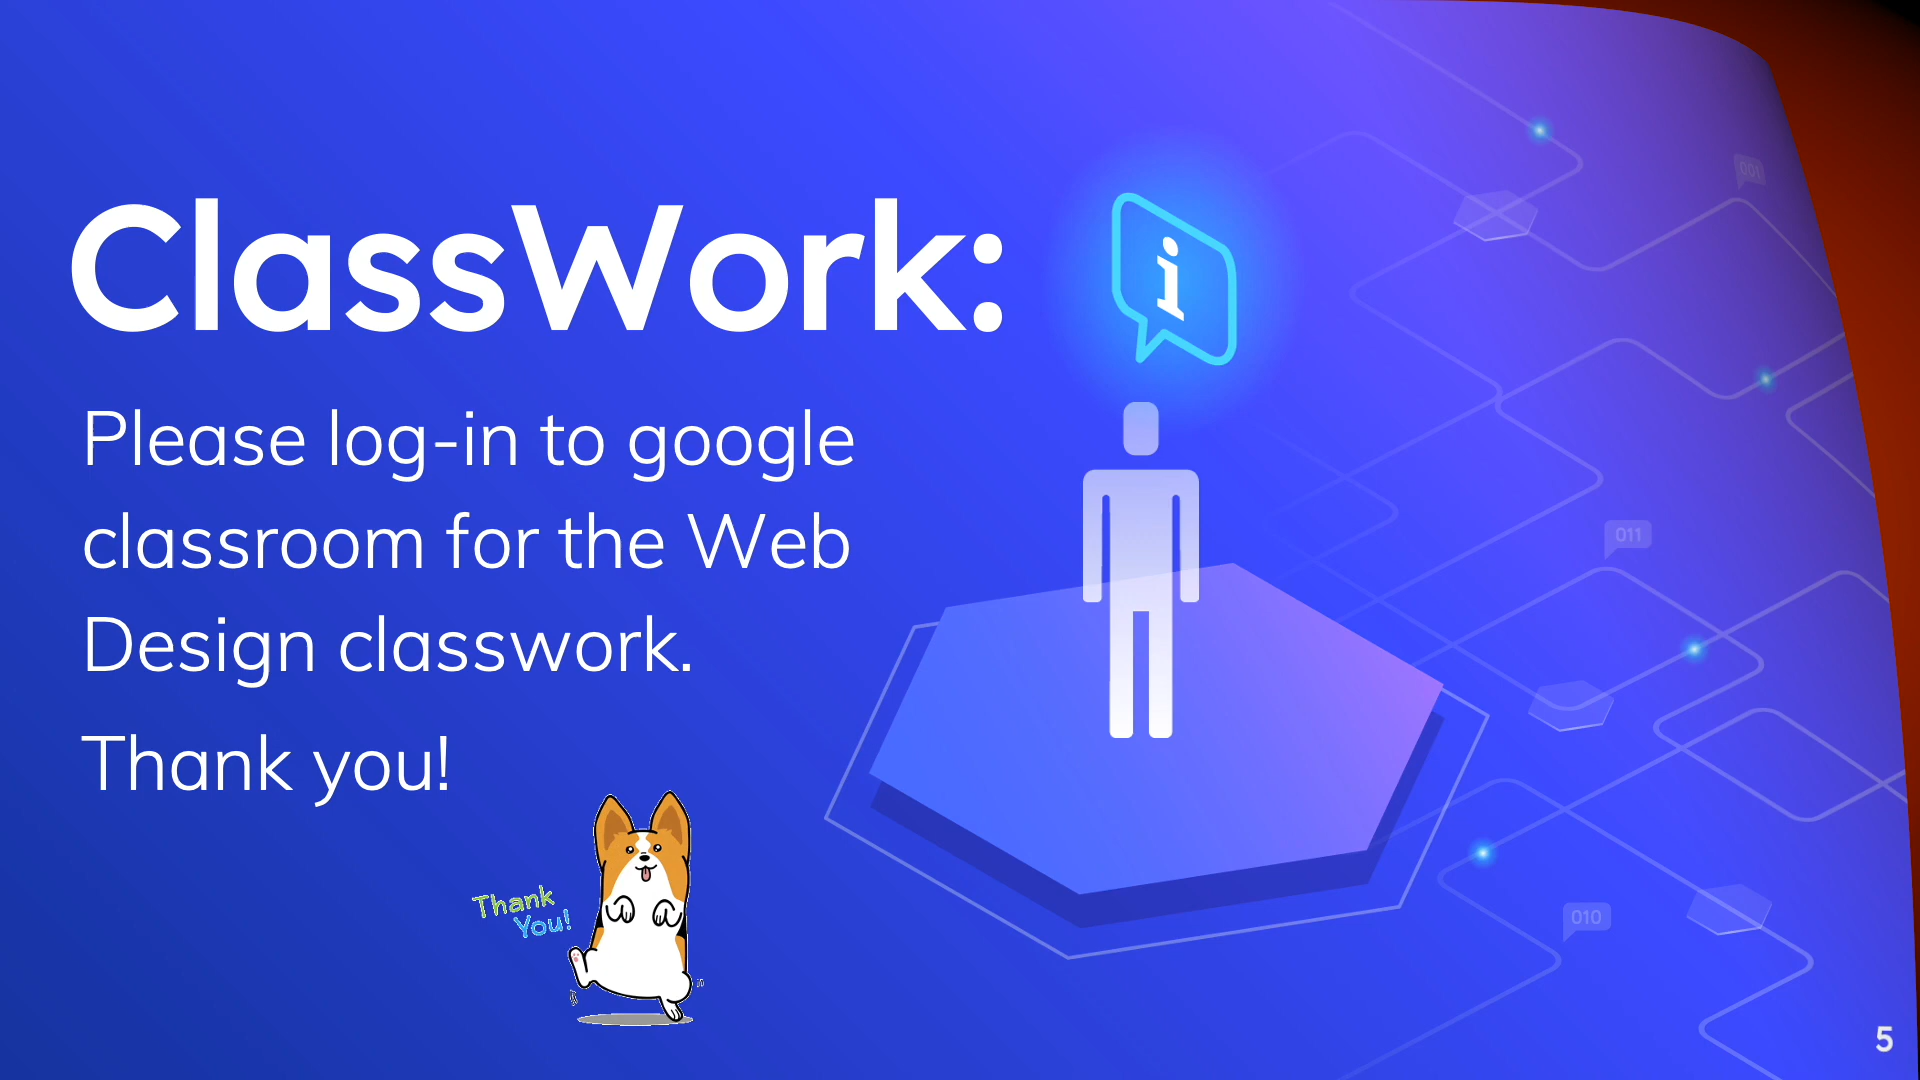 ClassWork:
i
Please log-in to google
classroom for the Web
Design classwork.
Thank you!
Thank
You!
001
011
010
5